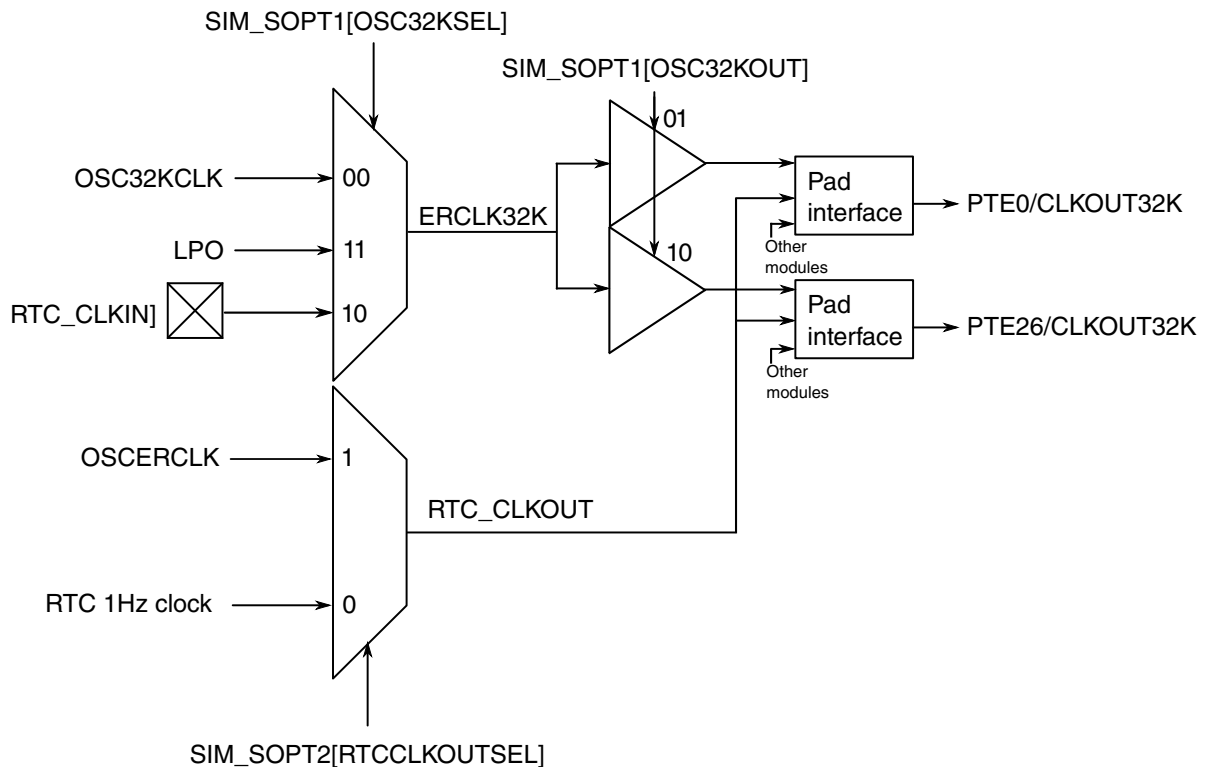 SIM_SOPT1[OSC32KSEL]
SIM_SOPT1[OSC32KOUT]
01
OSC32KCLK
00
Pad
interface
PTE0/CLKOUT32K
ERCLK32K
LPO
11
10
Other
modules
RTC_CLKIN]
10
Pad
interface
PTE26/CLKOUT32K
Other
modules
OSCERCLK
1
RTC_CLKOUT
RTC 1Hz clock
0
SIM_SOPT2[RTCCLKOUTSEL]